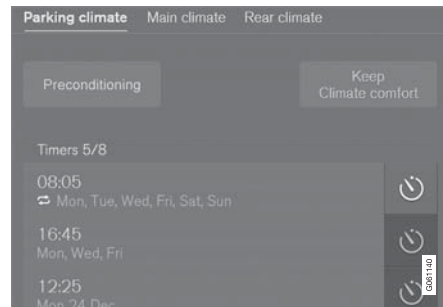 Parking climate Main climate Rear climate
Preconditioning
Keep
Climate comfort
Timers 5/8
08:05
Mon, Tue, Wed, Fri, Sat, Sun
16:45
Mon, Wed, Fri
12:25
Mon 24 Dec
G061140